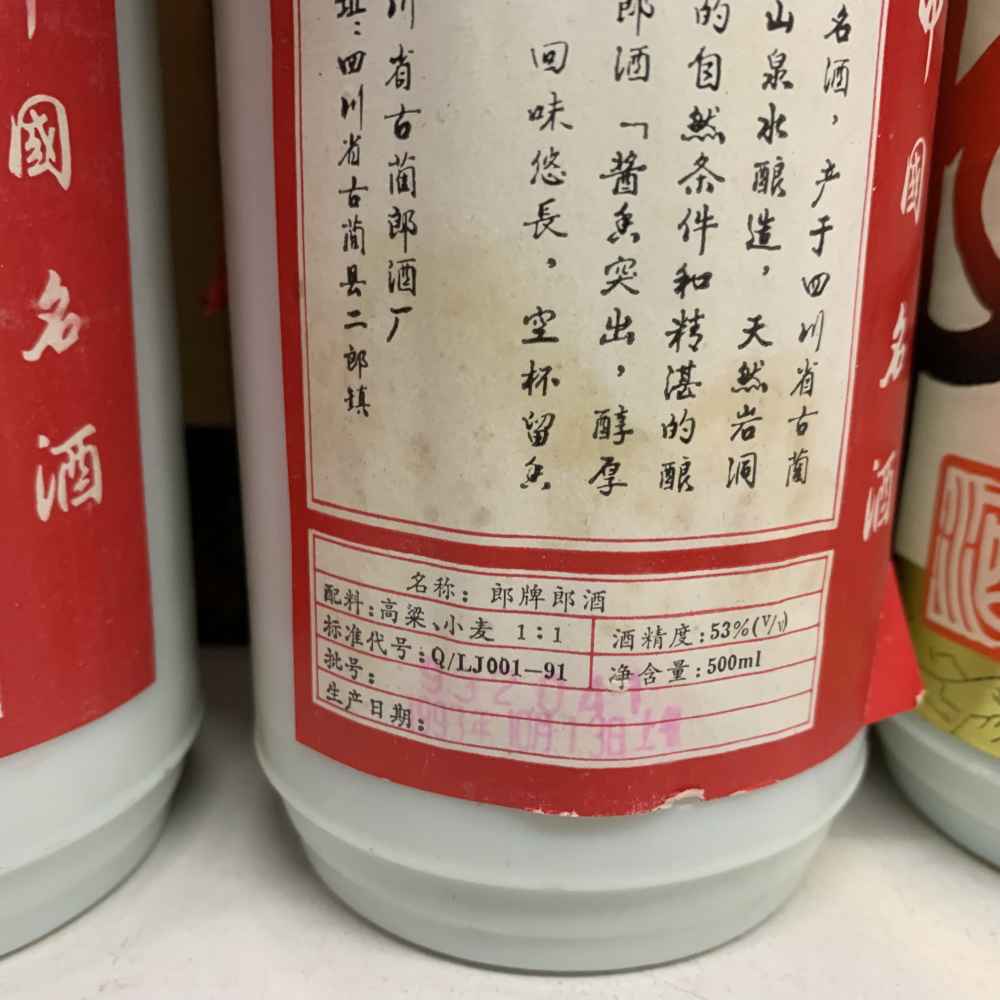 國名酒
名酒，产于四川省古蔺
山泉水酿造，天然岩洞
的自然条件和精湛的酿
郎酒「酱香突出，醇厚
回味悠長，空杯留香
川省古蔺郎酒厂
址：四川省古蔺县二郎镇
中國名酒
名称：郎牌郎酒
配料：高粱、小麦 1：1
酒精度：53%(V/V)
标准代号：Q/LJ001—91
净含量：500ml
批号：
生产日期：